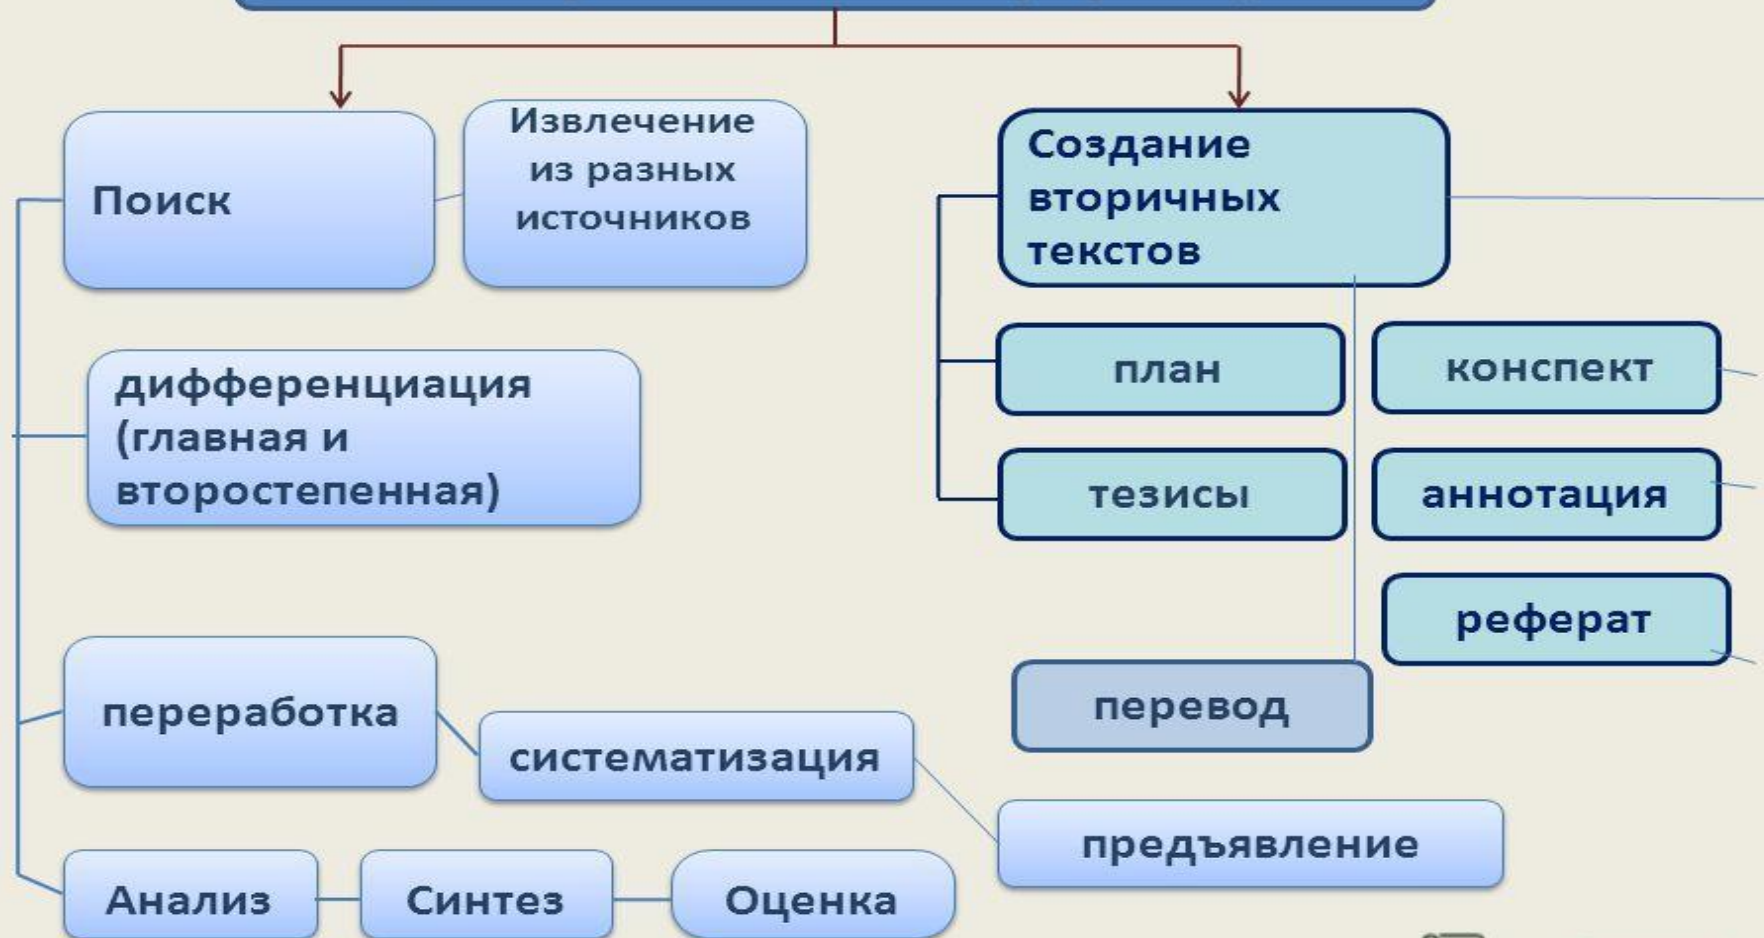 Поиск
Извлечение
из разных
источников
Создание
вторичных
текстов
дифференциация
(главная и
второстепенная)
план
конспект
тезисы
аннотация
реферат
переработка
перевод
систематизация
предъявление
Анализ
Синтез
Оценка